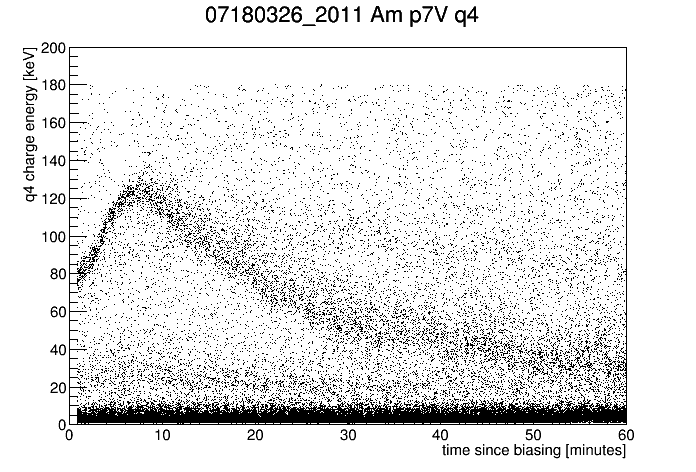 07180326_2011 Am p7V q4
q4 charge energy [keV]
200
180
160
140
120
100
80
60
40
20
0
0 10 20 30 40 50 60
time since biasing [minutes]